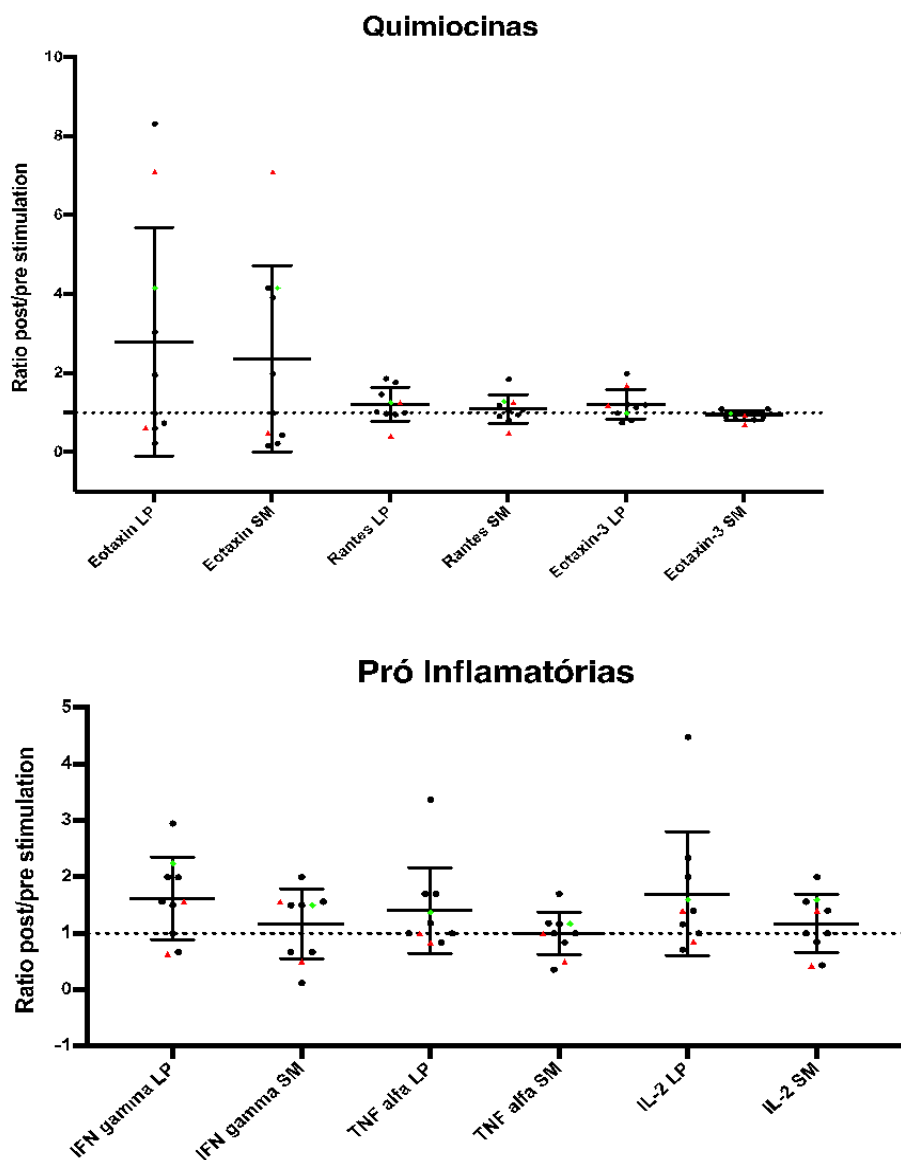 Quimiocinas
10
8
6
4
2
0
Ratio post/pre stimulation
Eotaxin LP
Eotaxin SM
Rantes LP
Rantes SM
Eotaxin-3 LP
Eotaxin-3 SM
Pró Inflamatórias
5
4
3
2
1
0
-1
Ratio post/pre stimulation
IFN gamma LP
IFN gamma SM
TNF alfa LP
TNF alfa SM
IL-2 LP
IL-2 SM